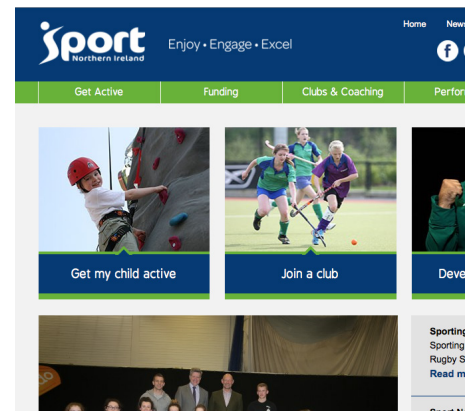 Home
Sport
Northern Ireland
Enjoy • Engage • Excel
Get Active
Funding
Clubs & Coaching
Get my child active
Join a club
Sporting
Rugby S
Read m